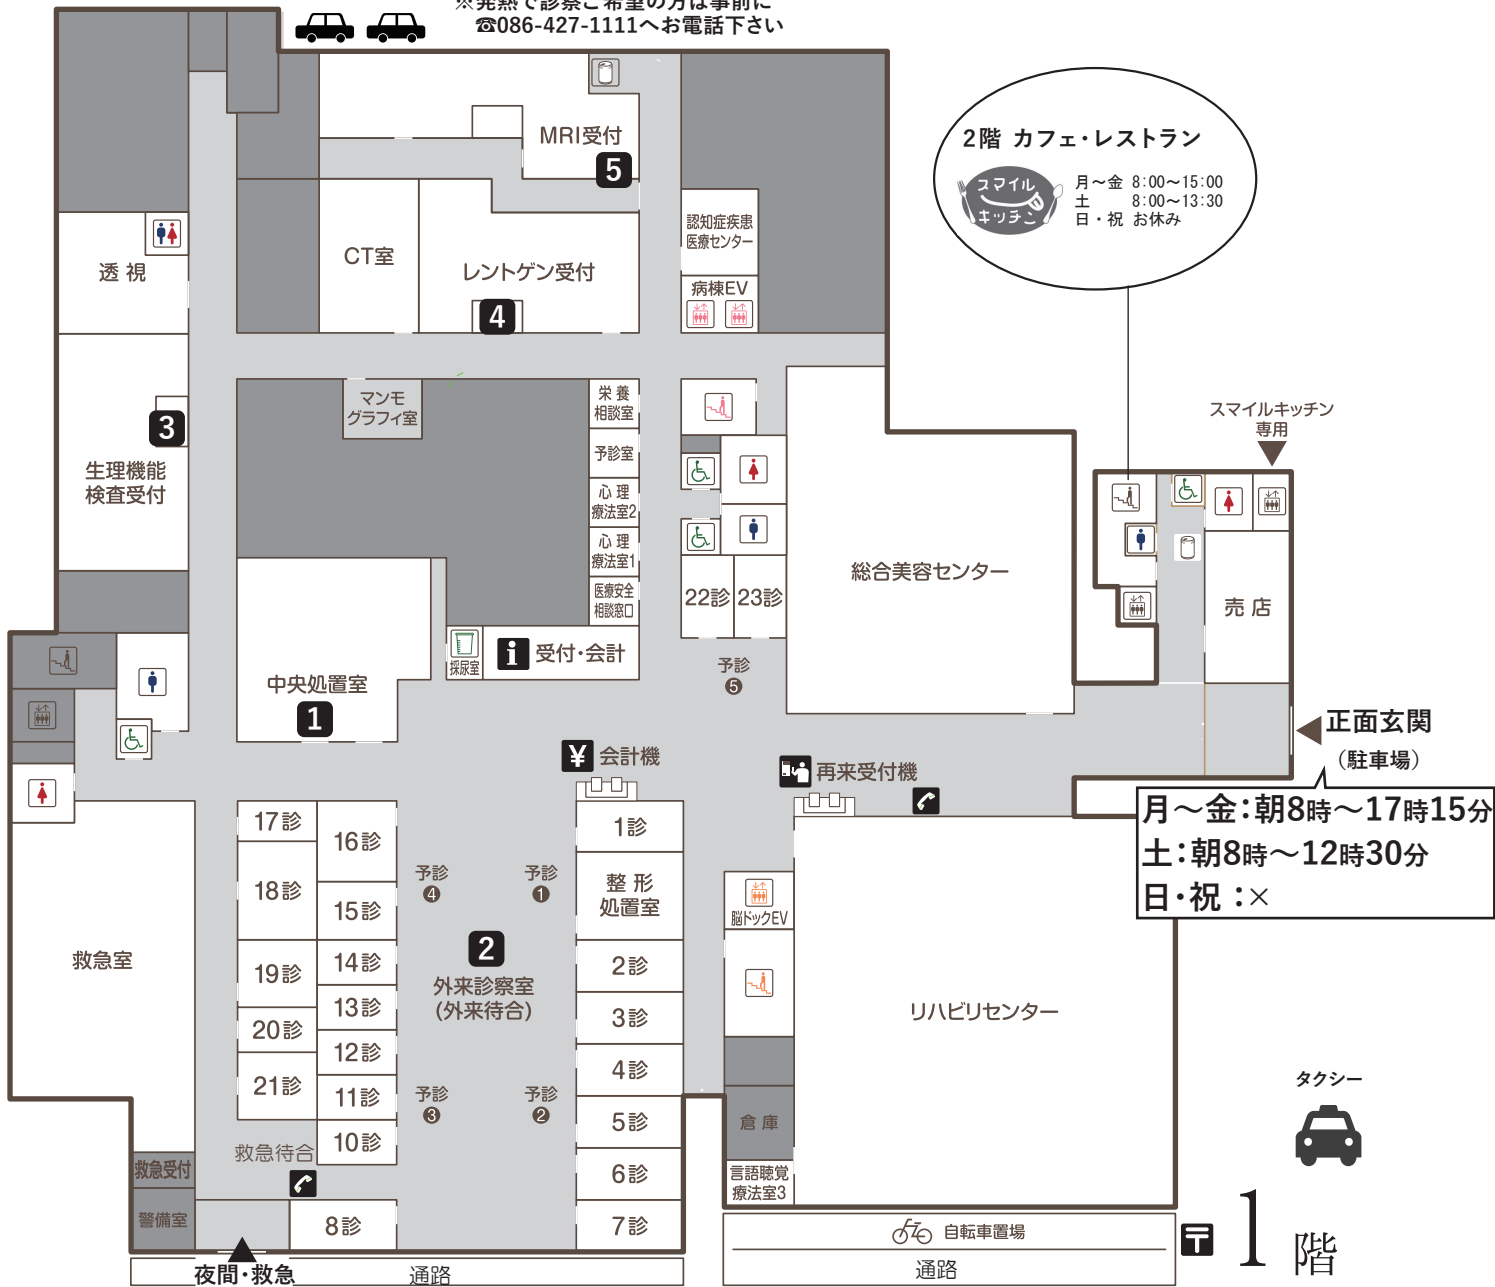 ※発熱で診察ご希望の方は事前に
☎086-427-1111へお電話下さい
2階 カフェ・レストラン
スマイル
キッチン
月〜金 8:00〜15:00
土 8:00〜13:30
日・祝 お休み
MRI受付
5
認知症疾患
医療センター
透視
CT室
レントゲン受付
4
病棟EV
マンモ
グラフィ室
栄養
相談室
予診室
心理
療法室2
心理
療法室1
医療安全
相談窓口
スマイルキッチン
専用
3
生理機能
検査受付
総合美容センター
22診
23診
売店
採尿室
i 受付・会計
予診
❺
中央処置室
1
正面玄関
(駐車場)
¥ 会計機
再来受付機
月〜金:朝8時〜17時15分
土:朝8時〜12時30分
日・祝:×
17診
16診
18診
15診
19診
14診
13診
20診
12診
21診
11診
10診
予診
❹
予診
❶
2
外来診察室
(外来待合)
予診
❸
予診
❷
1診
整形
処置室
2診
3診
4診
5診
6診
7診
8診
脳ドックEV
救急室
リハビリセンター
倉庫
言語聴覚
療法室3
救急待合
救急受付
警備室
夜間・救急
通路
自転車置場
通路
タクシー
〒
1階